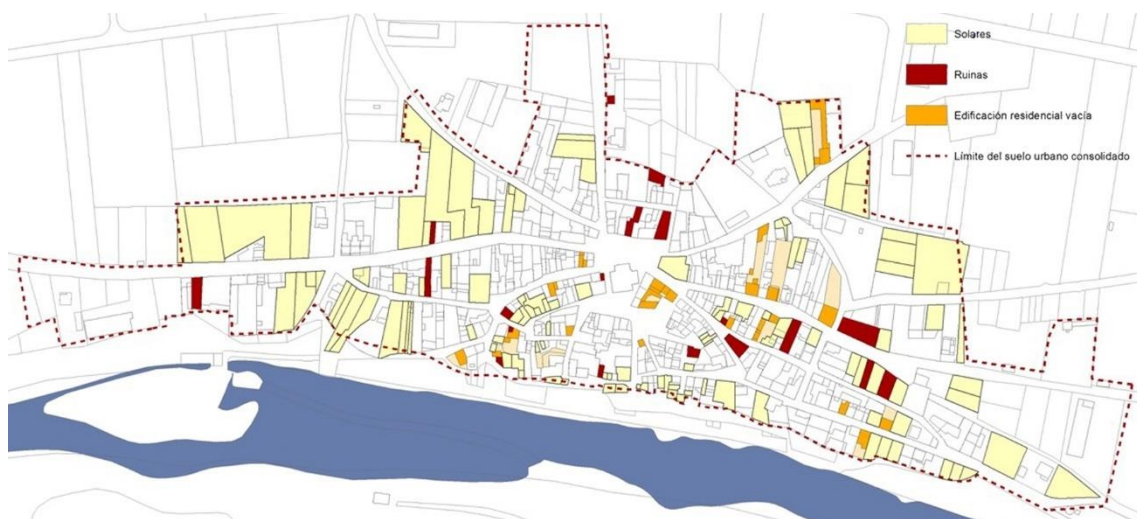 Solares
Ruinas
Edificación residencial vacía
Límite del suelo urbano consolidado